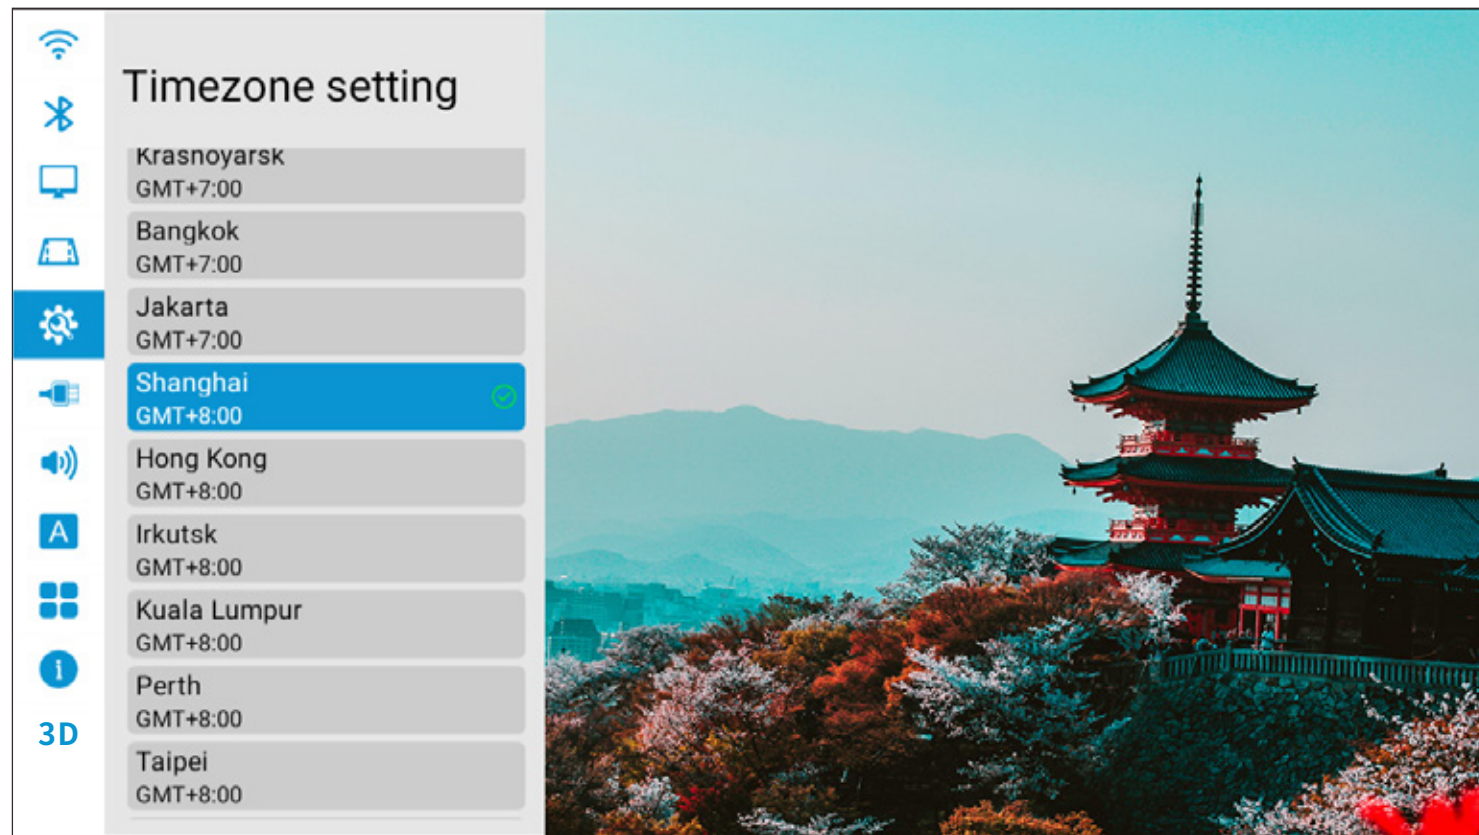 Timezone setting
Krasnoyarsk
GMT+7:00
Bangkok
GMT+7:00
Jakarta
GMT+7:00
Shanghai
GMT+8:00
Hong Kong
GMT+8:00
Irkutsk
GMT+8:00
Kuala Lumpur
GMT+8:00
Perth
GMT+8:00
Taipei
GMT+8:00
A
i
3D